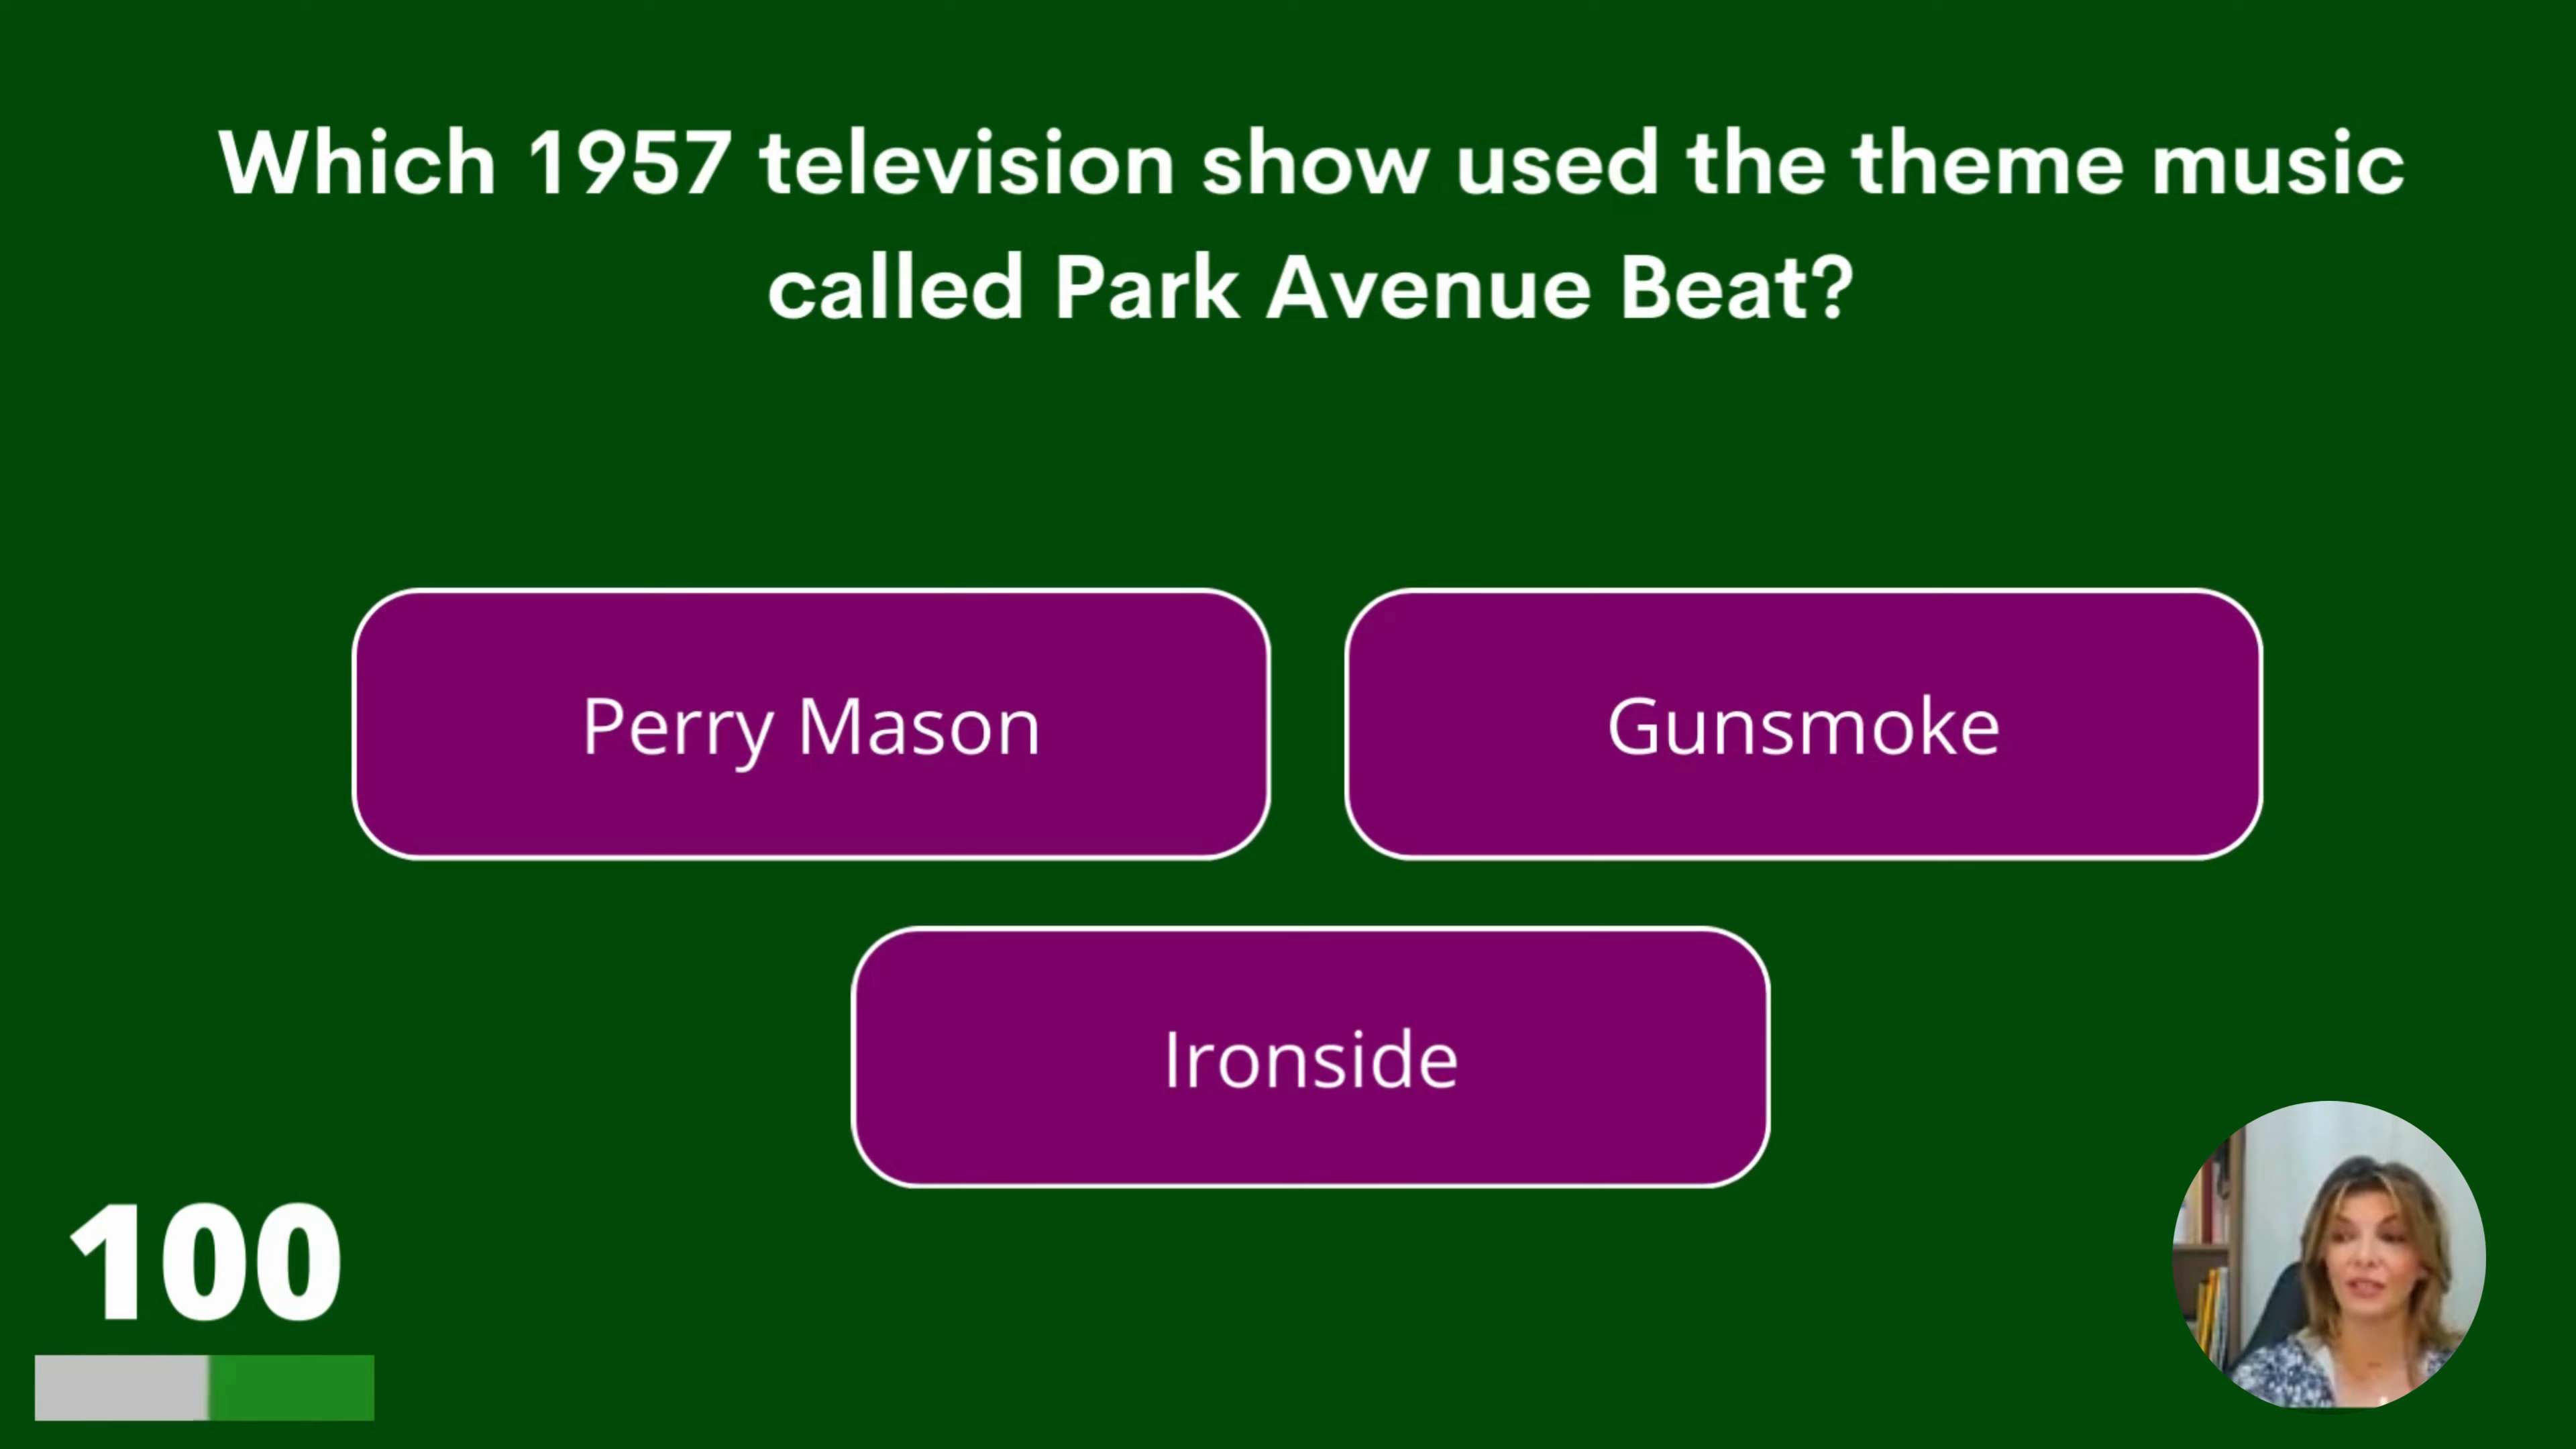 Which 1957 television show used the theme music
called Park Avenue Beat?
Perry Mason
Gunsmoke
Ironside
100